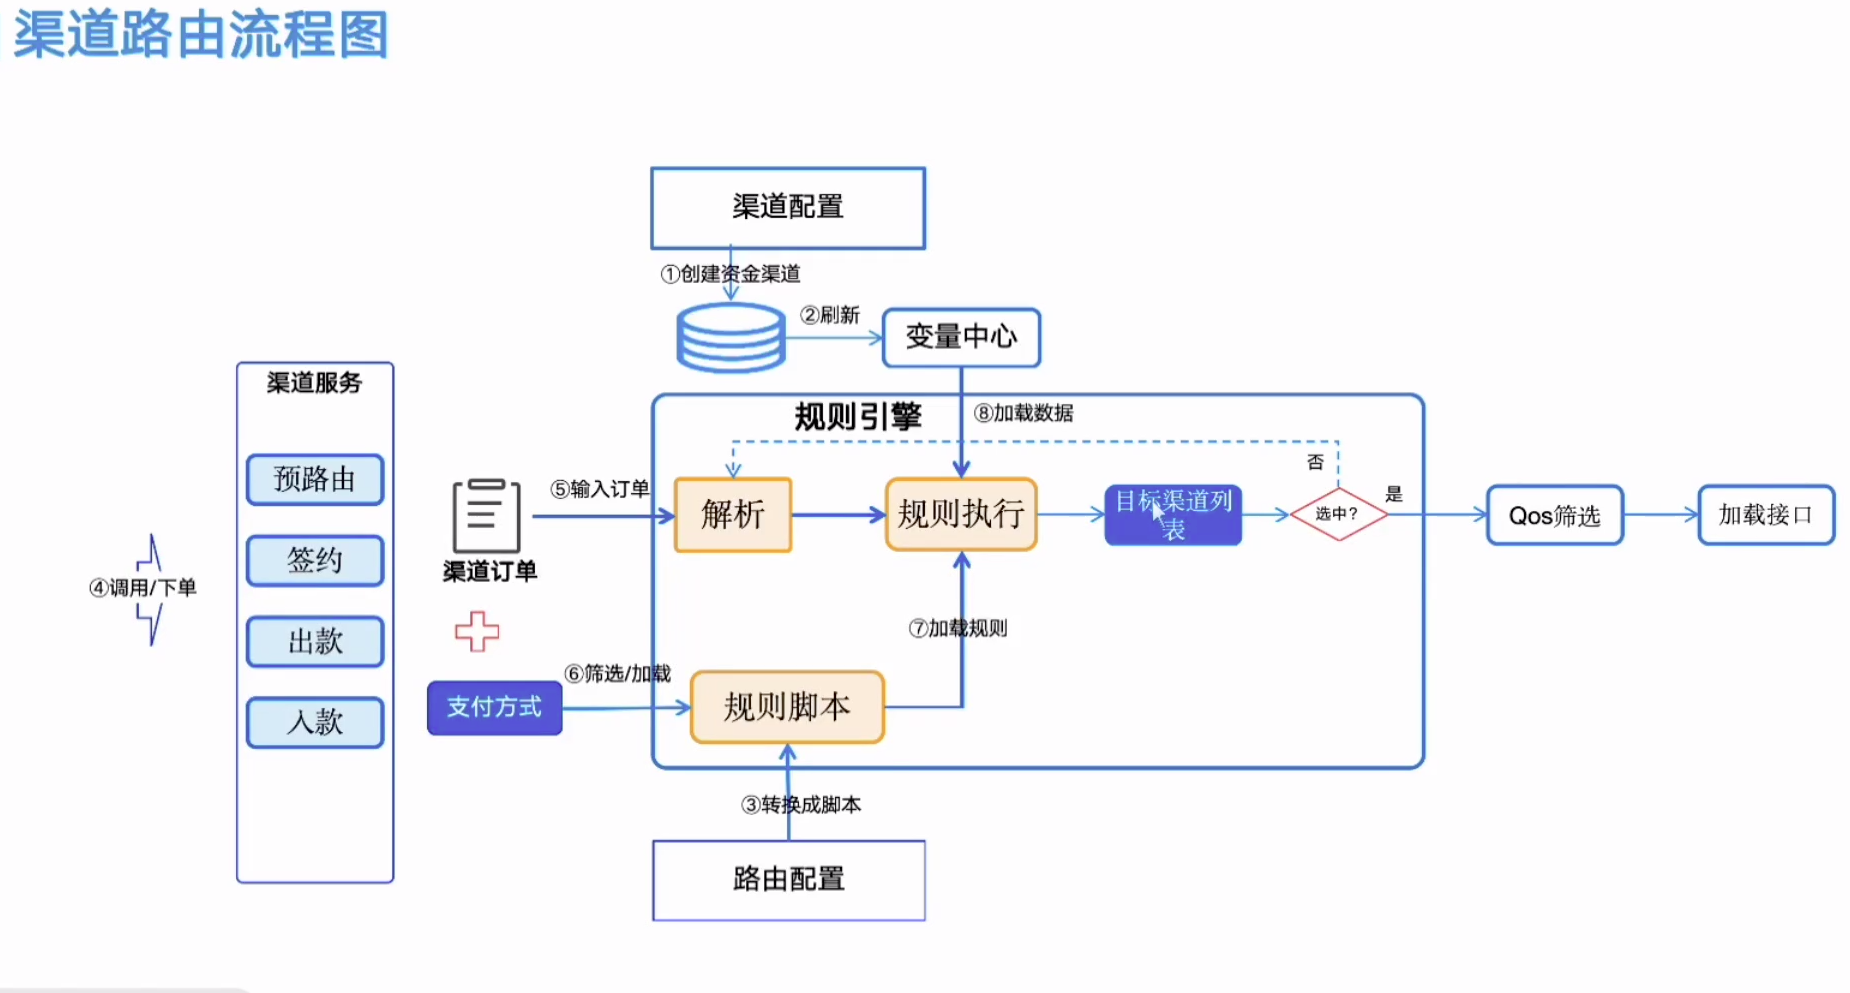 渠道路由流程图
渠道配置
①创建资金渠道
②刷新
变量中心
渠道服务
预路由
签约
出款
入款
④调用/下单
规则引擎
⑧加载数据
否
⑤输入订单
解析
规则执行
目标渠道列
表
选中?
是
Qos筛选
加载接口
渠道订单
⑦加载规则
⑥筛选/加载
支付方式
规则脚本
③转换成脚本
路由配置